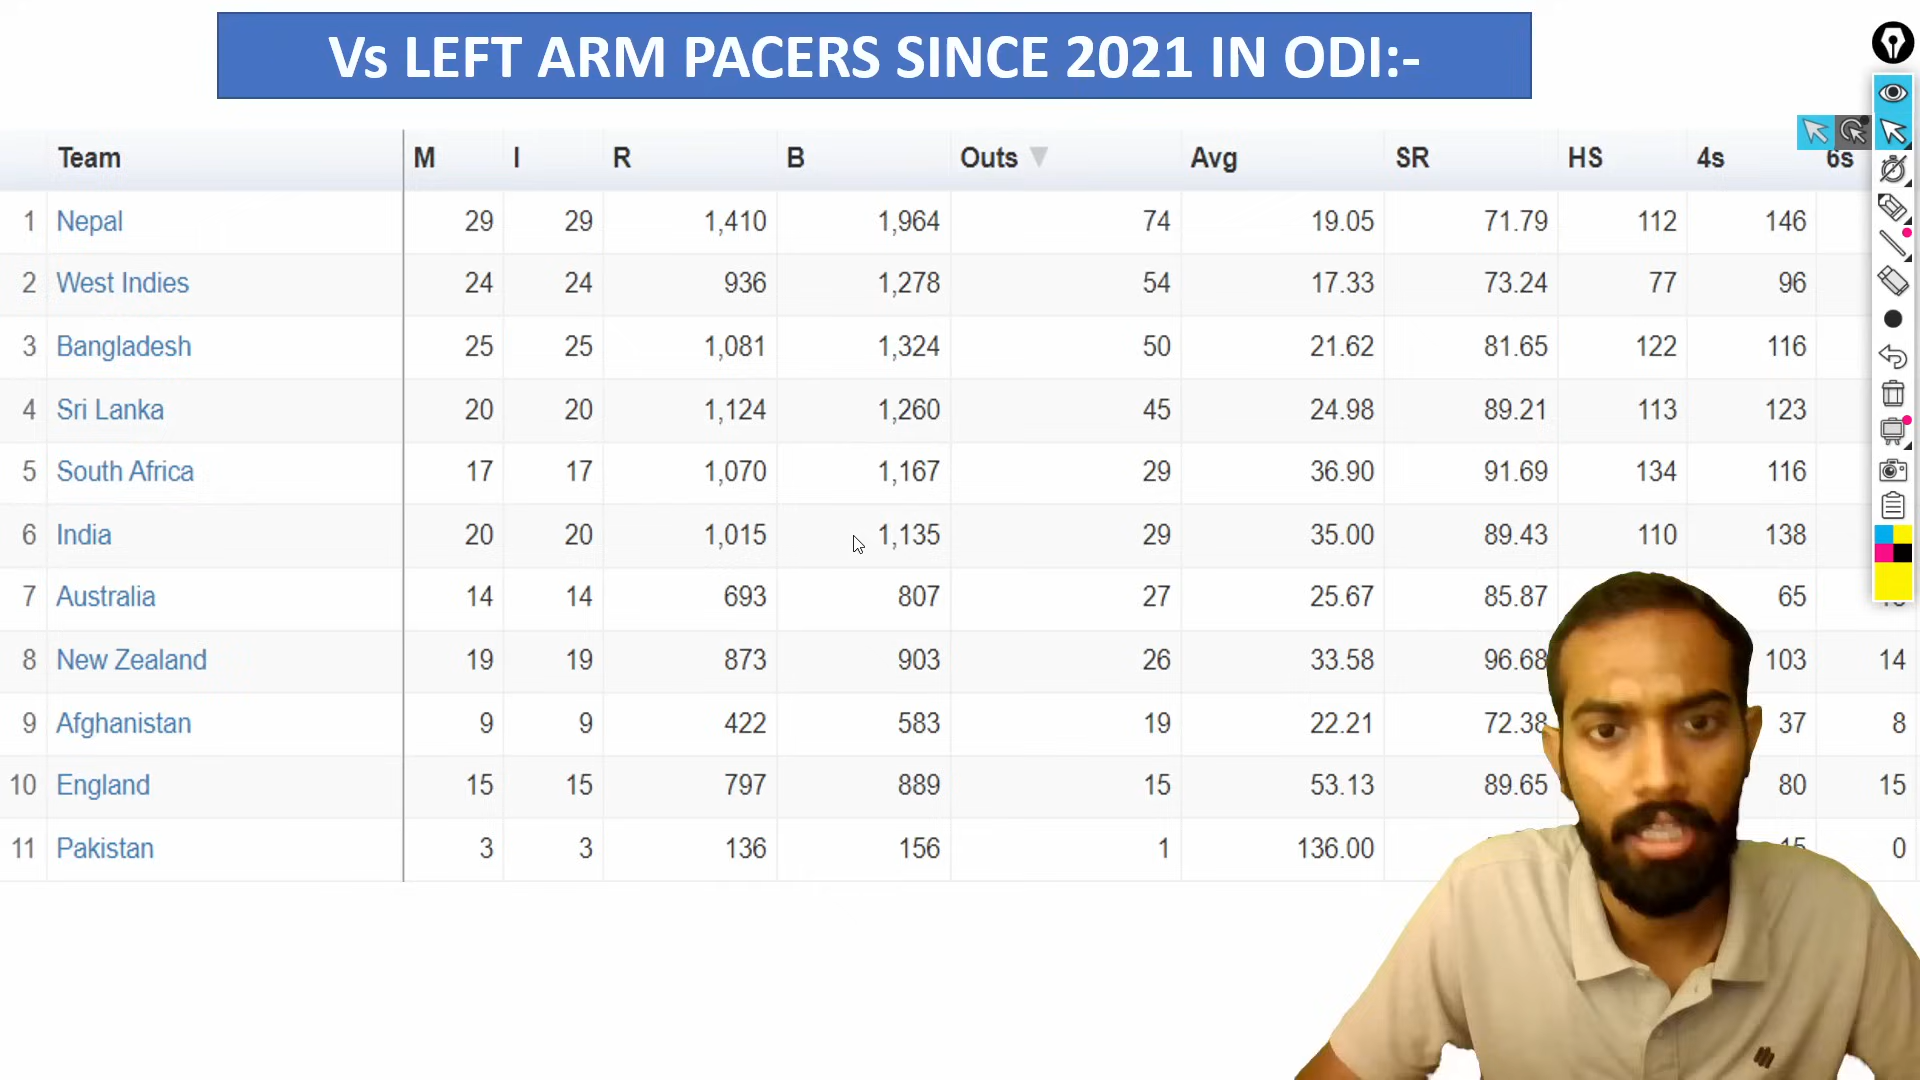 Vs LEFT ARM PACERS SINCE 2021 IN ODI:-
Team M I R B Outs Avg SR HS 4s 6s
1 Nepal 29 29 1,410 1,964 74 19.05 71.79 112 146
2 West Indies 24 24 936 1,278 54 17.33 73.24 77 96
3 Bangladesh 25 25 1,081 1,324 50 21.62 81.65 122 116
4 Sri Lanka 20 20 1,124 1,260 45 24.98 89.21 113 123
5 South Africa 17 17 1,070 1,167 29 36.90 91.69 134 116
6 India 20 20 1,015 1,135 29 35.00 89.43 110 138
7 Australia 14 14 693 807 27 25.67 85.87 65
8 New Zealand 19 19 873 903 26 33.58 96.68 103 14
9 Afghanistan 9 9 422 583 19 22.21 72.38 37 8
10 England 15 15 797 889 15 53.13 89.65 80 15
11 Pakistan 3 3 136 156 1 136.00 0